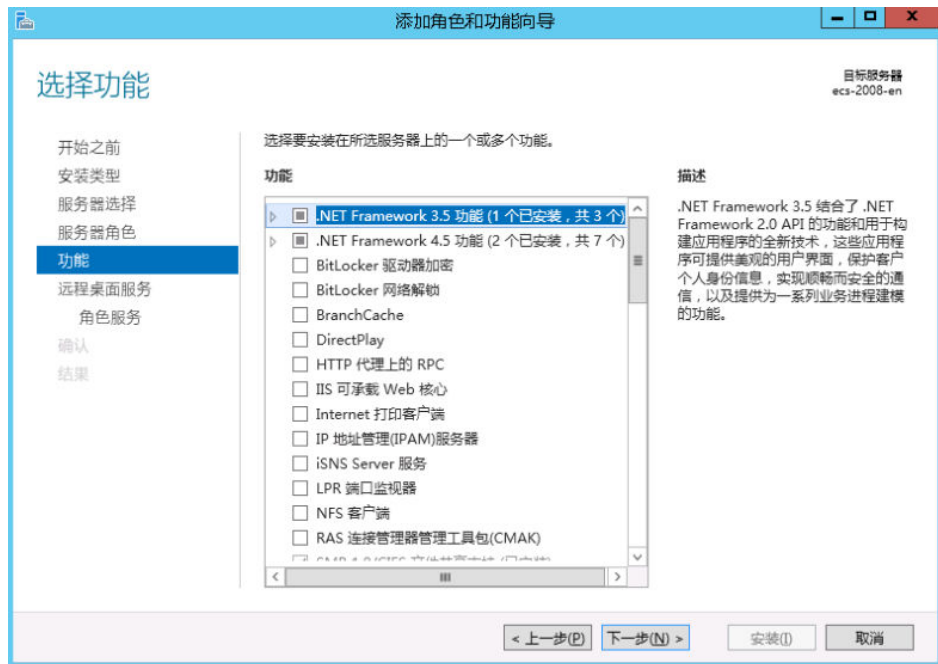 添加角色和功能向导
选择功能
目标服务器
ecs-2008-en
开始之前
安装类型
服务器选择
服务器角色
功能
远程桌面服务
角色服务
确认
结果
选择要安装在所选服务器上的一个或多个功能。
功能
.NET Framework 3.5 功能 (1 个已安装，共 3 个)
.NET Framework 4.5 功能 (2 个已安装，共 7 个)
BitLocker 驱动器加密
BitLocker 网络解锁
BranchCache
DirectPlay
HTTP 代理上的 RPC
IIS 可承载 Web 核心
Internet 打印客户端
IP 地址管理(IPAM)服务器
iSNS Server 服务
LPR 端口监视器
NFS 客户端
RAS 连接管理器管理工具包(CMAK)
SMB 1.0/CIFS 文件共享支持 (已安装)
描述
.NET Framework 3.5 结合了 .NET
Framework 2.0 API 的功能和用于构
建应用程序的全新技术，这些应用程
序可提供美观的用户界面，保护客户
个人身份信息，实现顺畅而安全的通
信，以及提供为一系列业务进程建模
的功能。
< 上一步(P)
下一步(N) >
安装(I)
取消